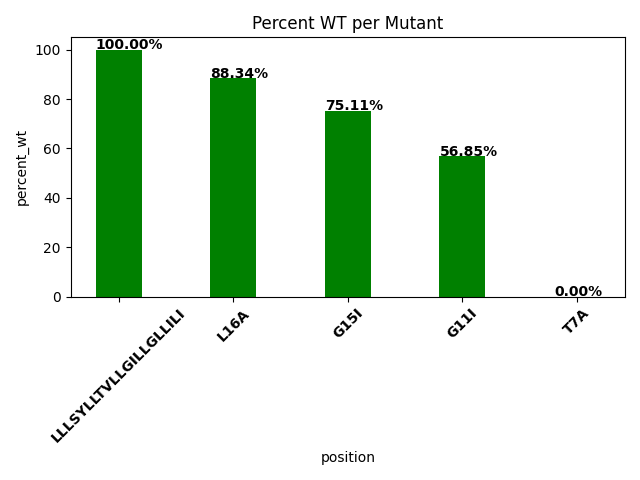 Percent WT per Mutant
percent_wt
100
80
60
40
20
0
100.00%
88.34%
75.11%
56.85%
0.00%
LLLSYLLTVLLGILLGLLILI
L16A
G15I
G11I
T7A
position